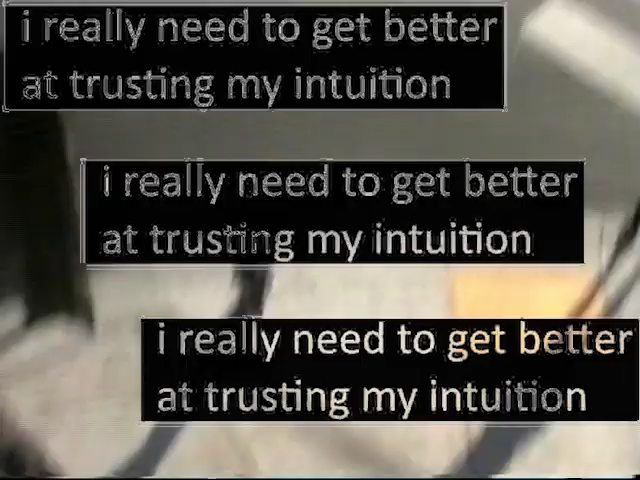 i really need to get better
at trusting my intuition
i really need to get better
at trusting my intuition
i really need to get better
at trusting my intuition